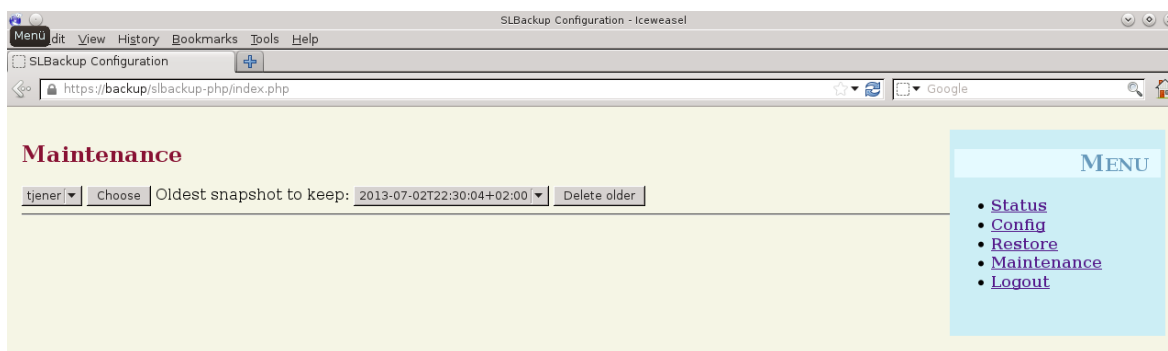 SLBackup Configuration - Iceweasel
Menü dit View History Bookmarks Tools Help
SLBackup Configuration
https://backup/slbackup-php/index.php Google
Maintenance
tjener Choose Oldest snapshot to keep: 2013-07-02T22:30:04+02:00 Delete older
MENU
Status
Config
Restore
Maintenance
Logout